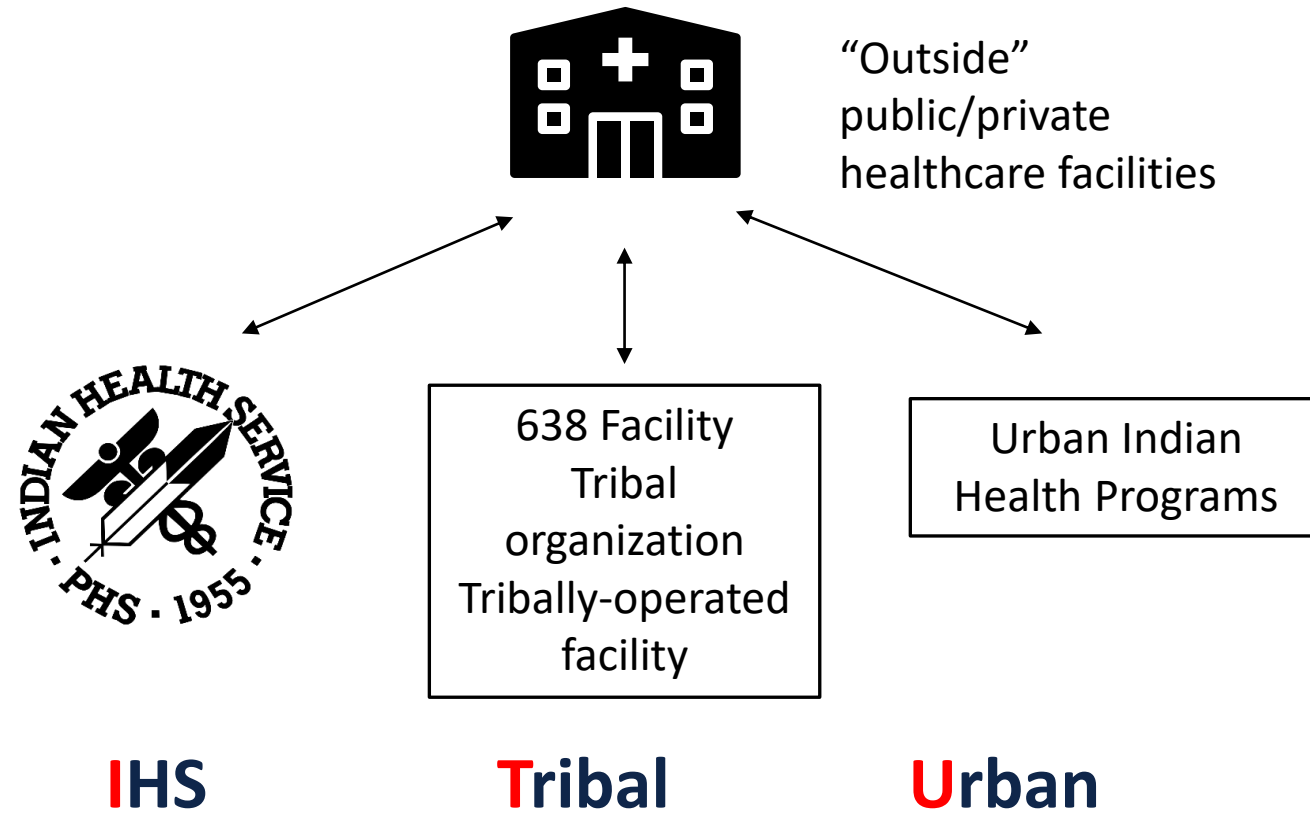 “Outside”
public/private
healthcare facilities
INDIAN HEALTH SERVICE · PHS · 1955 ·
638 Facility
Tribal
organization
Tribally-operated
facility
Urban Indian
Health Programs
IHS
Tribal
Urban